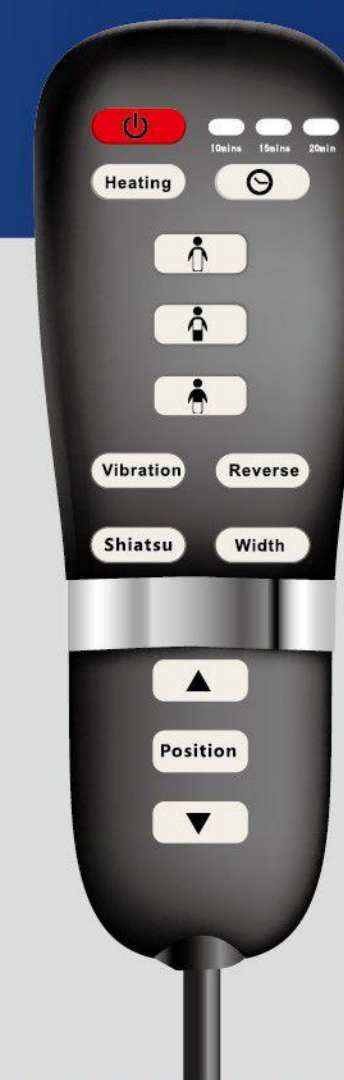 10mins 15mins 20min
Heating
Vibration Reverse
Shiatsu Width
Position